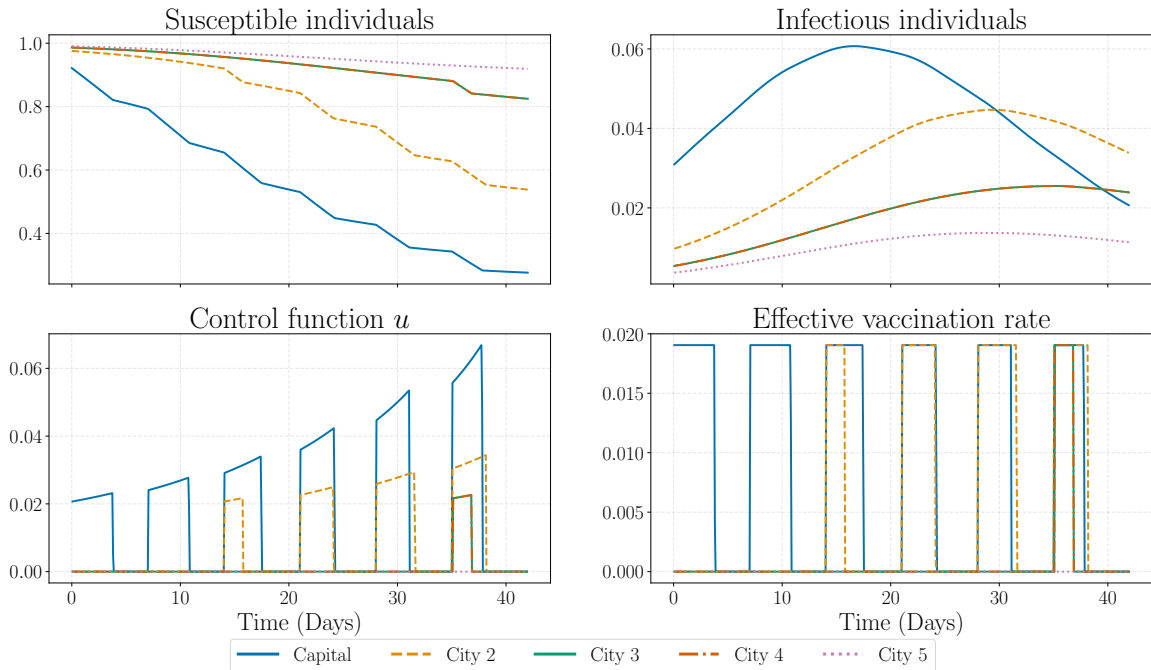 Susceptible individuals
1.0
0.8
0.6
0.4
Infectious individuals
0.06
0.04
0.02
Control function u
0.06
0.04
0.02
0.00
0 10 20 30 40
Time (Days)
Effective vaccination rate
0.020
0.015
0.010
0.005
0.000
0 10 20 30 40
Time (Days)
Capital City 2 City 3 City 4 City 5